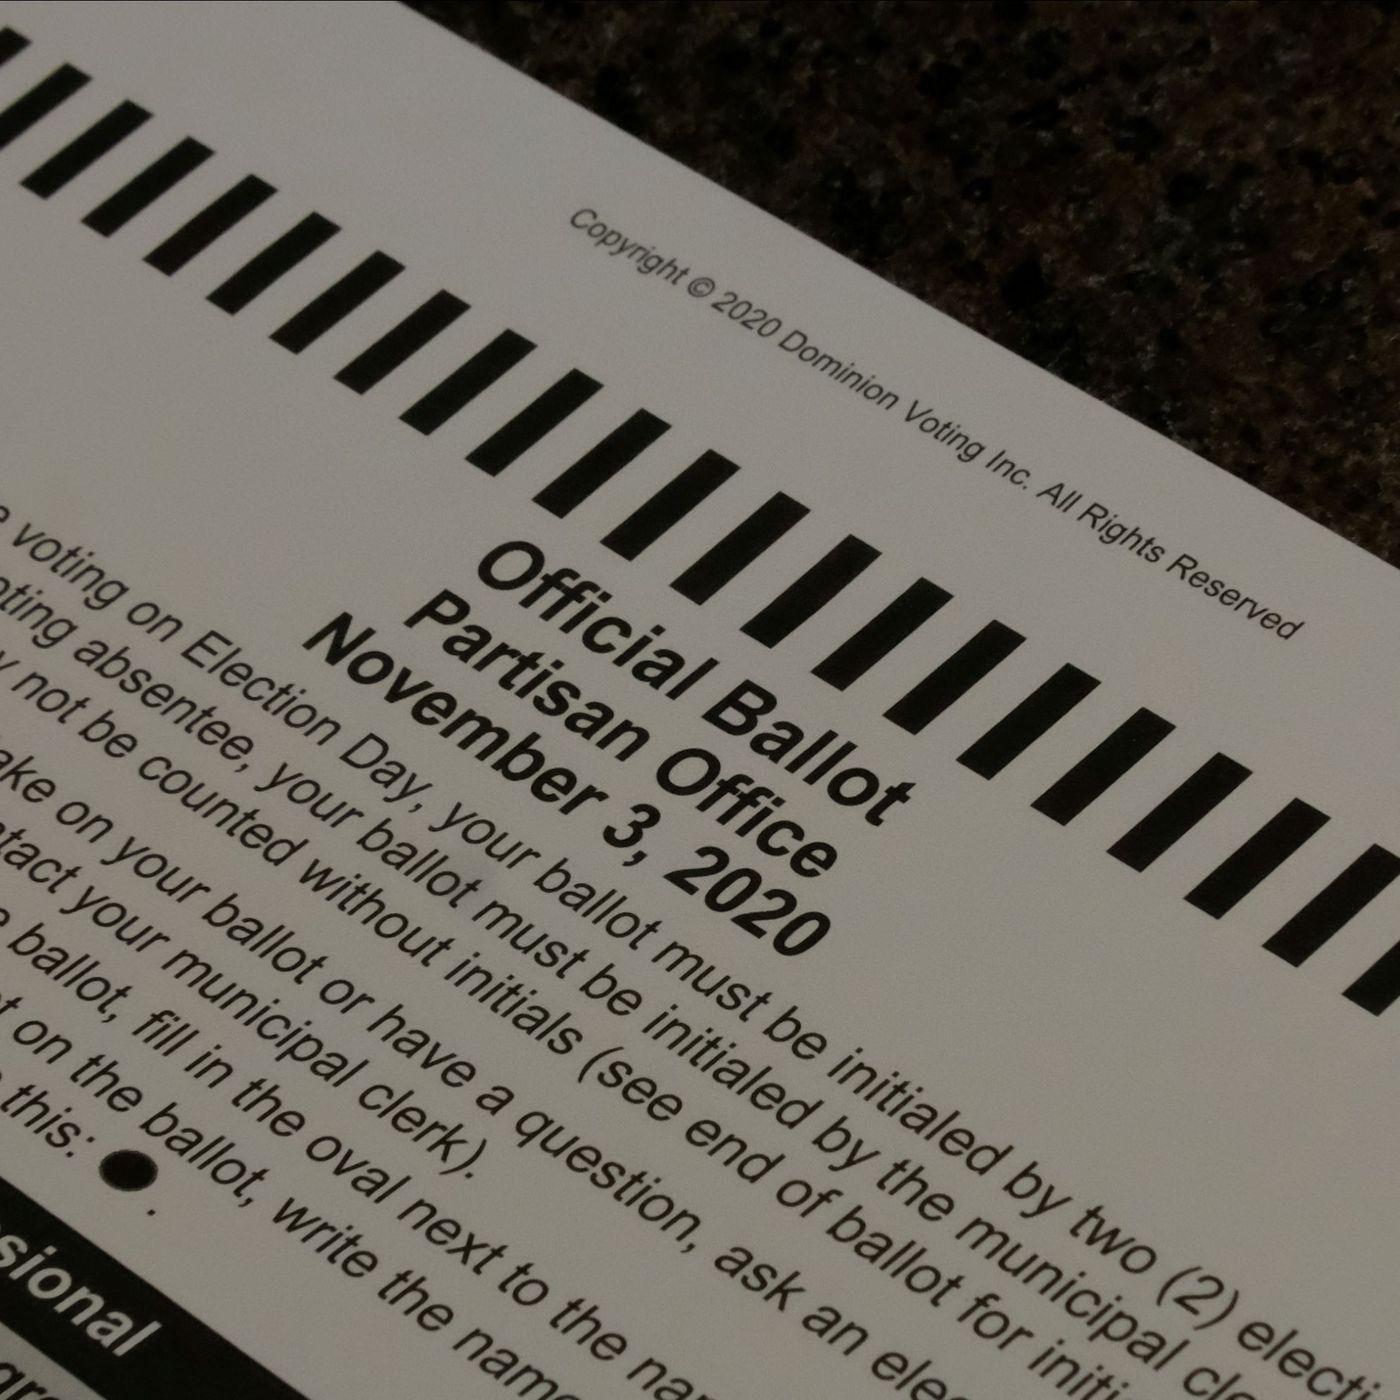 Copyright © 2020 Dominion Voting Inc. All Rights Reserved
Official Ballot
Partisan Office
November 3, 2020
voting on Election Day, your ballot must be initialed by two (2)
absentee, your ballot must be initialed by the municipal
not be counted without initials (see end of ballot for
on your ballot or have a question, ask an
your municipal clerk).
ballot, fill in the oval next to the
on the ballot, write the name
this: .